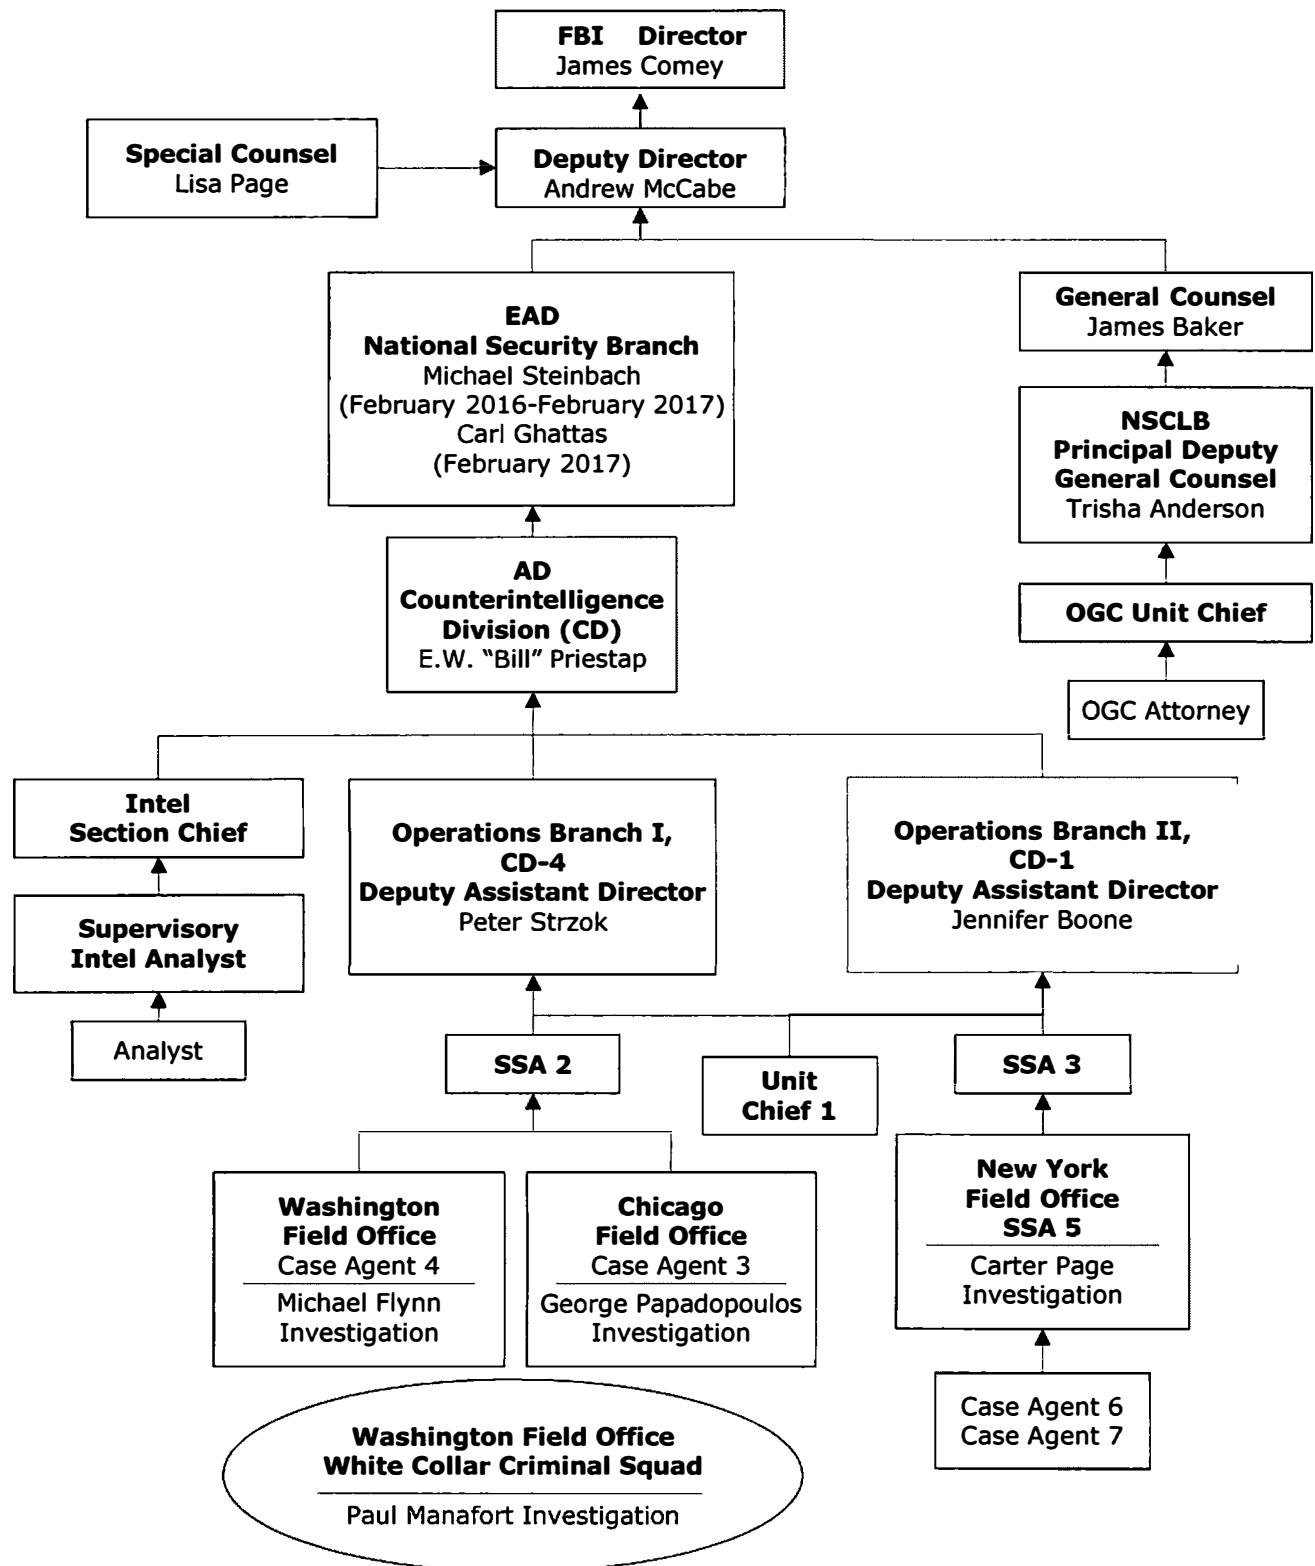 FBI Director
James Comey
Special Counsel
Lisa Page
Deputy Director
Andrew McCabe
EAD
National Security Branch
Michael Steinbach
(February 2016-February 2017)
Carl Ghattas
(February 2017)
General Counsel
James Baker
NSCLB
Principal Deputy
General Counsel
Trisha Anderson
AD
Counterintelligence
Division (CD)
E.W. “Bill” Priestap
OGC Unit Chief
OGC Attorney
Intel
Section Chief
Operations Branch I,
CD-4
Deputy Assistant Director
Peter Strzok
Operations Branch II,
CD-1
Deputy Assistant Director
Jennifer Boone
Supervisory
Intel Analyst
Analyst
SSA 2
Unit
Chief 1
SSA 3
Washington
Field Office
Case Agent 4
Michael Flynn
Investigation
Chicago
Field Office
Case Agent 3
George Papadopoulos
Investigation
New York
Field Office
SSA 5
Carter Page
Investigation
Case Agent 6
Case Agent 7
Washington Field Office
White Collar Criminal Squad
Paul Manafort Investigation